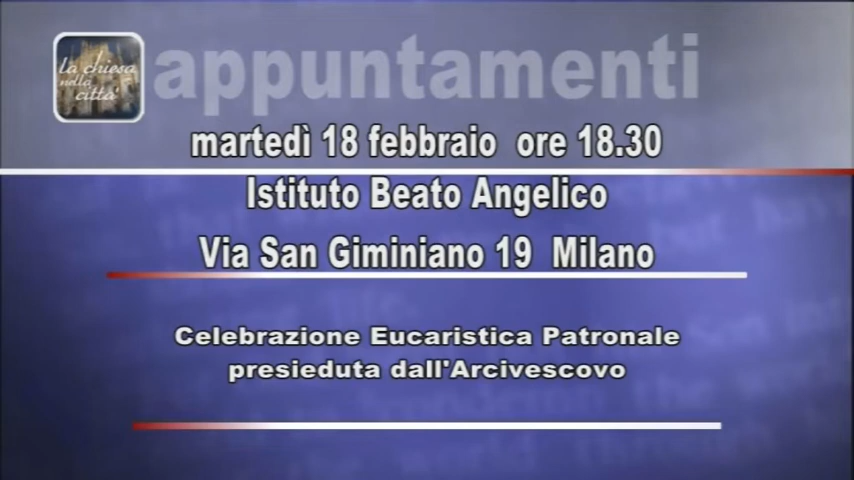 la chiesa
nella
città
appuntamenti
martedì 18 febbraio ore 18.30
Istituto Beato Angelico
Via San Giminiano 19 Milano
Celebrazione Eucaristica Patronale
presieduta dall'Arcivescovo